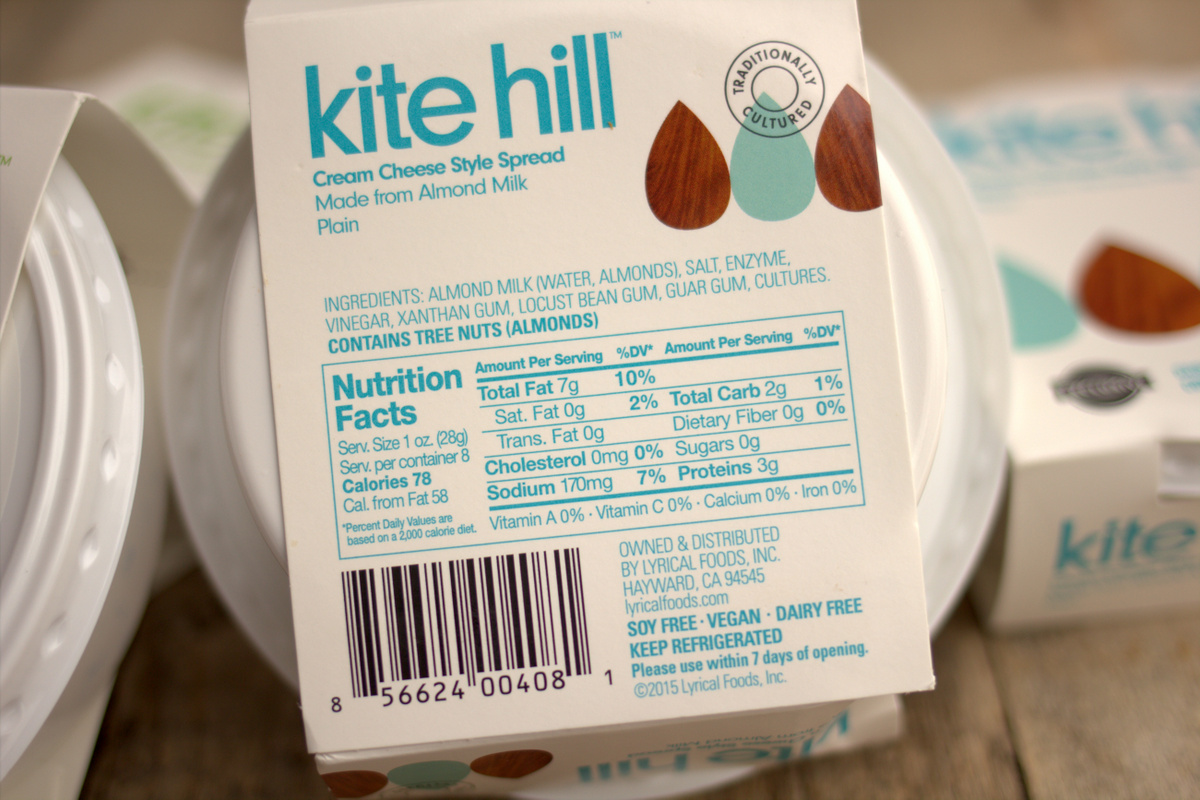 kite hill™
TRADITIONALLY
CULTURED
Cream Cheese Style Spread
Made from Almond Milk
Plain
INGREDIENTS: ALMOND MILK (WATER, ALMONDS), SALT, ENZYME,
VINEGAR, XANTHAN GUM, LOCUST BEAN GUM, GUAR GUM, CULTURES.
CONTAINS TREE NUTS (ALMONDS)
Nutrition
Facts
Serv. Size 1 oz. (28g)
Serv. per container 8
Calories 78
Cal. from Fat 58
*Percent Daily Values are
based on a 2,000 calorie diet.
Amount Per Serving %DV* Amount Per Serving %DV*
Total Fat 7g 10% Total Carb 2g 1%
Sat. Fat 0g 2% Dietary Fiber 0g 0%
Trans. Fat 0g Sugars 0g
Cholesterol 0mg 0% Proteins 3g
Sodium 170mg 7%
Vitamin A 0% · Vitamin C 0% · Calcium 0% · Iron 0%
8 56624 00408 1
OWNED & DISTRIBUTED
BY LYRICAL FOODS, INC.
HAYWARD, CA 94545
lyricalfoods.com
SOY FREE · VEGAN · DAIRY FREE
KEEP REFRIGERATED
Please use within 7 days of opening.
©2015 Lyrical Foods, Inc.
kite hill
kite
TM